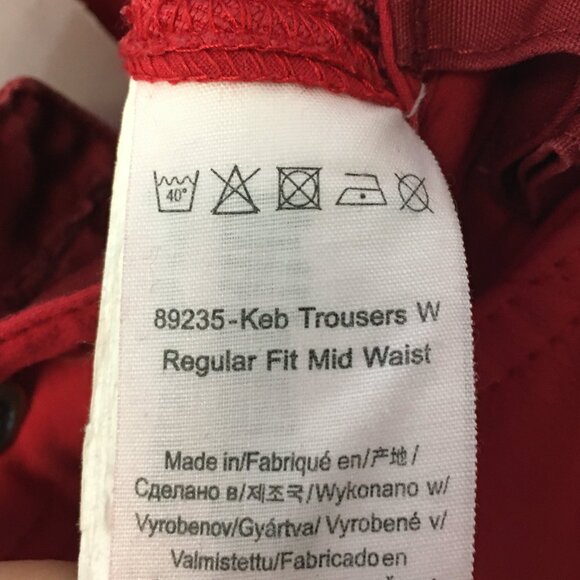 40°
89235-Keb Trousers W
Regular Fit Mid Waist
Made in/Fabriqué en/产地/
Сделано в/제조국/Wykonano w/
Vyrobenov/Gyártva/ Vyrobené v/
Valmistettu/Fabricado en